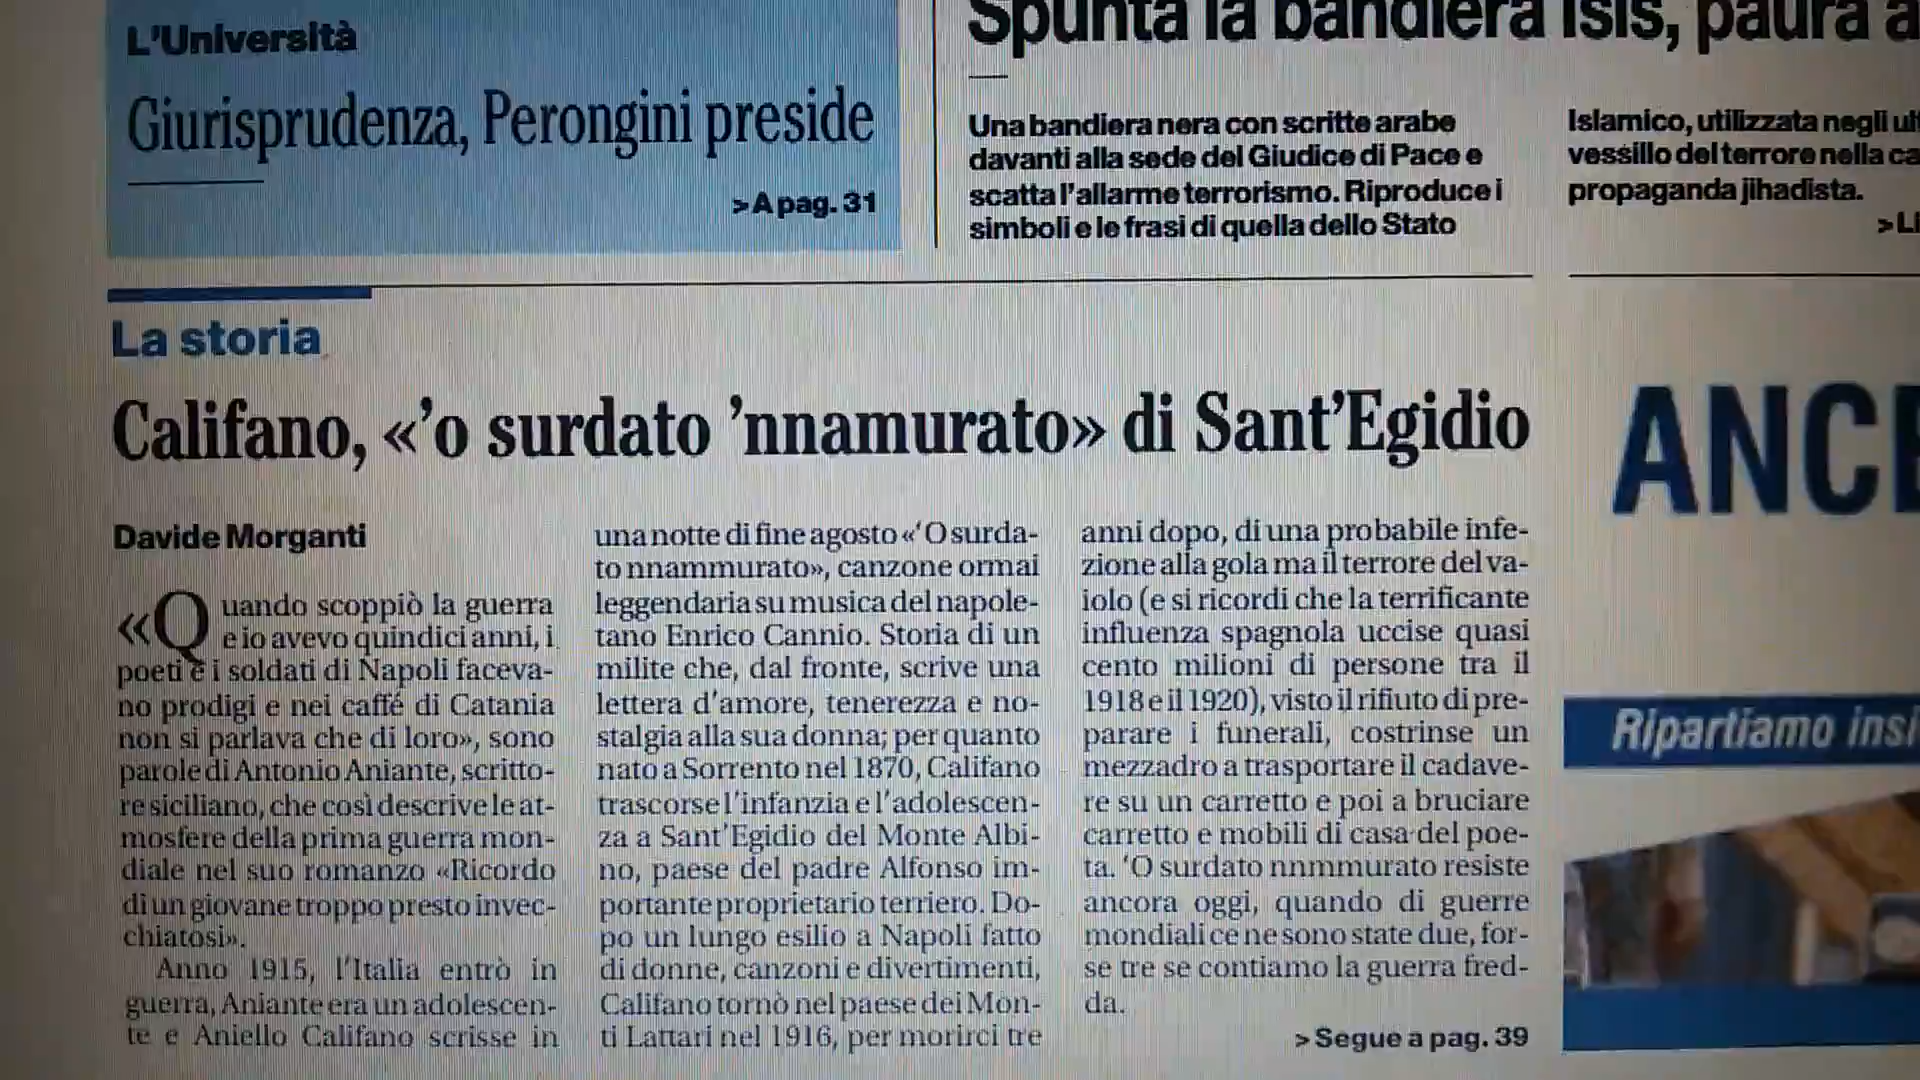 L'Università
Giurisprudenza, Perongini preside
>A pag. 31
Spunta la bandiera Isis, paura a
Una bandiera nera con scritte arabe
davanti alla sede del Giudice di Pace e
scatta l'allarme terrorismo. Riproduce i
simboli e le frasi di quella dello Stato
Islamico, utilizzata negli
vessillo del terrore nella
propaganda jihadista.
La storia
Califano, «'o surdato 'nnamurato» di Sant'Egidio
Davide Morganti
«Quando scoppiò la guerra
e io avevo quindici anni, i
poeti e i soldati di Napoli faceva-
no prodigi e nei caffé di Catania
non si parlava che di loro», sono
parole di Antonio Aniante, scritto-
re siciliano, che così descrive le at-
mosfere della prima guerra mon-
diale nel suo romanzo «Ricordo
di un giovane troppo presto invec-
chiatosi».
Anno 1915, l'Italia entrò in
guerra, Aniante era un adolescen-
te e Aniello Califano scrisse in
una notte di fine agosto «'O surda-
to nnammurato», canzone ormai
leggendaria su musica del napole-
tano Enrico Cannio. Storia di un
milite che, dal fronte, scrive una
lettera d'amore, tenerezza e no-
stalgia alla sua donna; per quanto
nato a Sorrento nel 1870, Califano
trascorse l'infanzia e l'adolescen-
za a Sant'Egidio del Monte Albi-
no, paese del padre Alfonso im-
portante proprietario terriero. Do-
po un lungo esilio a Napoli fatto
di donne, canzoni e divertimenti,
Califano tornò nel paese dei Mon-
ti Lattari nel 1916, per morirci tre
anni dopo, di una probabile infe-
zione alla gola ma il terrore del va-
iolo (e si ricordi che la terrificante
influenza spagnola uccise quasi
cento milioni di persone tra il
1918 e il 1920), visto il rifiuto di pre-
parare i funerali, costrinse un
mezzadro a trasportare il cadave-
re su un carretto e poi a bruciare
carretto e mobili di casa del poe-
ta. 'O surdato nnmmurato resiste
ancora oggi, quando di guerre
mondiali ce ne sono state due, for-
se tre se contiamo la guerra fred-
da.
>Segue a pag. 39
ANCE
Ripartiamo insi